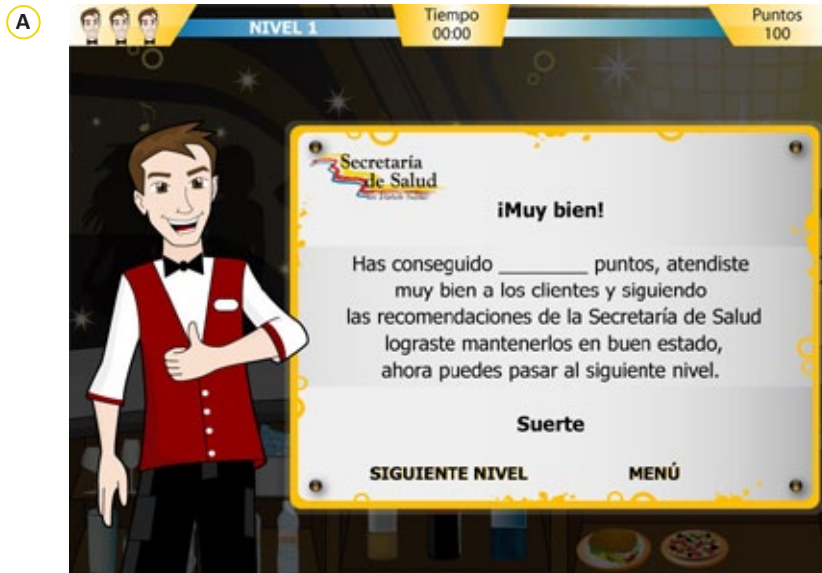 A
NIVEL 1
Tiempo
00:00
Puntos
100
Secretaría
de Salud
¡Muy bien!
Has conseguido ________ puntos, atendiste
muy bien a los clientes y siguiendo
las recomendaciones de la Secretaría de Salud
lograste mantenerlos en buen estado,
ahora puedes pasar al siguiente nivel.
Suerte
SIGUIENTE NIVEL
MENÚ